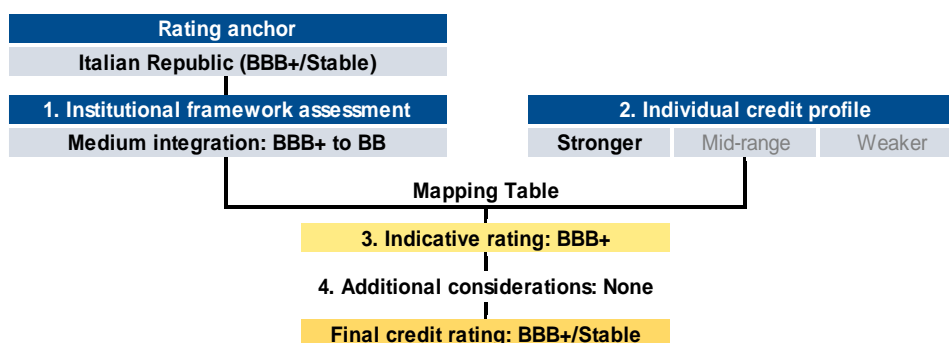 Rating anchor
Italian Republic (BBB+/Stable)
1. Institutional framework assessment
Medium integration: BBB+ to BB
2. Individual credit profile
Stronger
Mid-range
Weaker
Mapping Table
3. Indicative rating: BBB+
4. Additional considerations: None
Final credit rating: BBB+/Stable